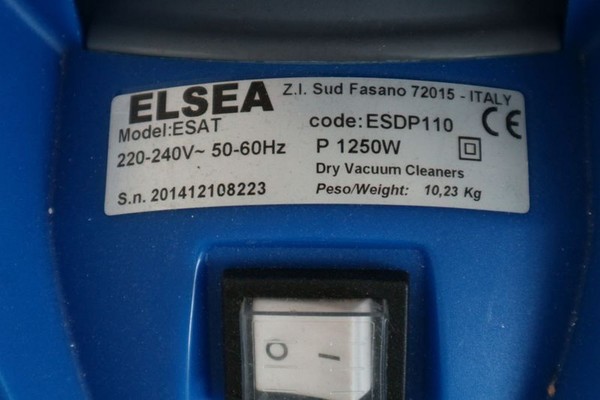 ELSEA Z.I. Sud Fasano 72015 - ITALY
Model:ESAT code:ESDP110 CE
220-240V~ 50-60Hz P 1250W
Dry Vacuum Cleaners
S.n. 201412108223 Peso/Weight: 10,23 Kg
O –